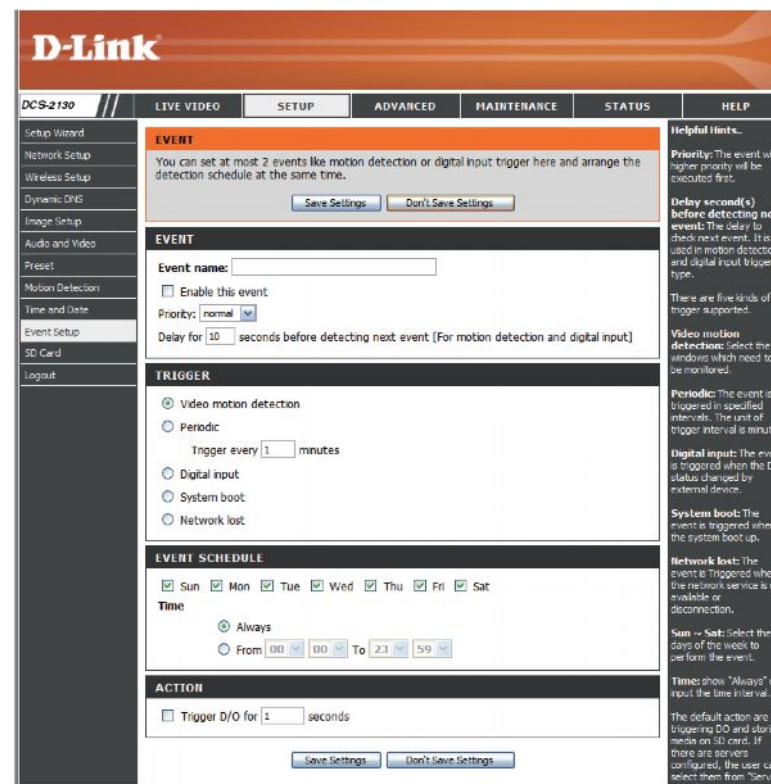 D-Link
DCS-2130
LIVE VIDEO
SETUP
ADVANCED
MAINTENANCE
STATUS
HELP
Setup Wizard
Network Setup
Wireless Setup
Dynamic DNS
Image Setup
Audio and Video
Preset
Motion Detection
Time and Date
Event Setup
SD Card
Logout
EVENT
You can set at most 2 events like motion detection or digital input trigger here and arrange the
detection schedule at the same time.
Save Settings Don't Save Settings
EVENT
Event name:
Enable this event
Priority: normal
Delay for 10 seconds before detecting next event [For motion detection and digital input]
TRIGGER
Video motion detection
Periodic
Trigger every 1 minutes
Digital input
System boot
Network lost
EVENT SCHEDULE
Sun Mon Tue Wed Thu Fri Sat
Time
Always
From 00 00 To 23 59
ACTION
Trigger D/O for 1 seconds
Save Settings Don't Save Settings
Helpful Hints..
Priority: The event
higher priority will be
executed first.
Delay second(s)
before detecting
event: The delay to
check next event. It is
used in motion
and digital input trigger
type.
There are five kinds of
trigger supported.
Video motion
detection: Select the
windows which need to
be monitored.
Periodic: The event is
triggered in specified
intervals. The unit of
trigger interval is
Digital input: The
is triggered when the
status changed by
external device.
System boot: The
event is triggered
the system boot up.
Network lost: The
event is Triggered
the network service is
available or
disconnection.
Sun ~ Sat: Select the
days of the week to
perform the event.
Time: show "Always"
input the time interval.
The default action are
triggering DO and
media on SD card. If
there are servers
configured, the user
select them from